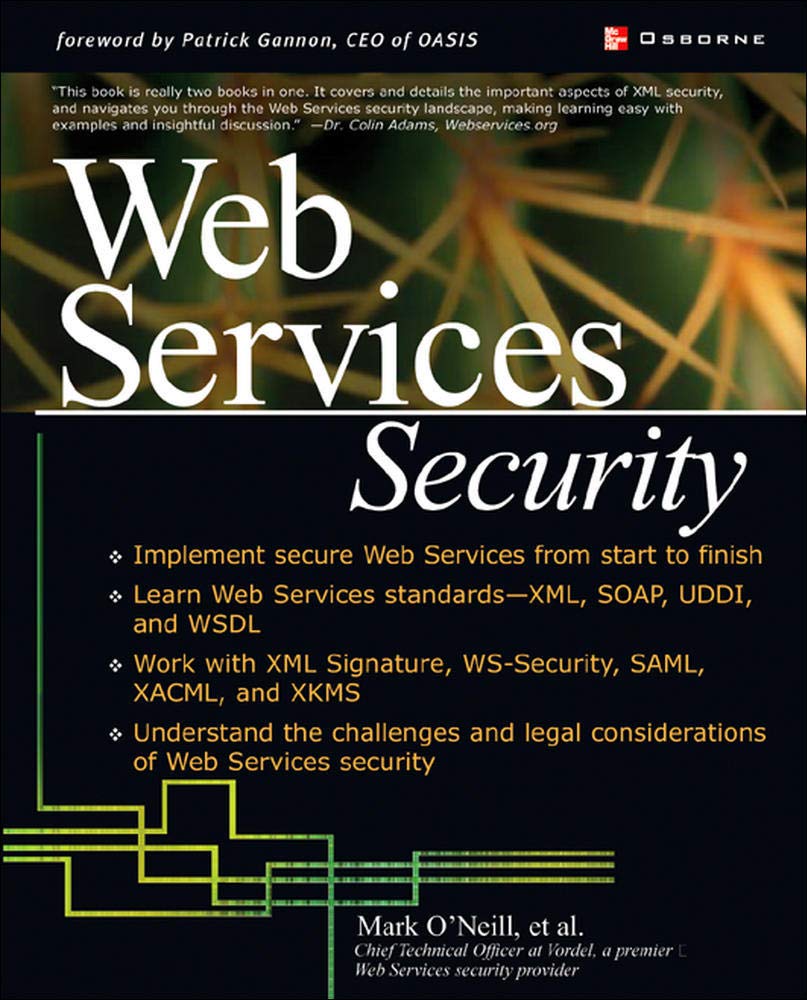 foreword by Patrick Gannon, CEO of OASIS
Mc
Graw
Hill
OSBORNE
"This book is really two books in one. It covers and details the important aspects of XML security,
and navigates you through the Web Services security landscape, making learning easy with
examples and insightful discussion." —Dr. Colin Adams, Webservices.org
Web
Services
Security
❖ Implement secure Web Services from start to finish
❖ Learn Web Services standards—XML, SOAP, UDDI,
and WSDL
❖ Work with XML Signature, WS-Security, SAML,
XACML, and XKMS
❖ Understand the challenges and legal considerations
of Web Services security
Mark O'Neill, et al.
Chief Technical Officer at Vordel, a premier
Web Services security provider